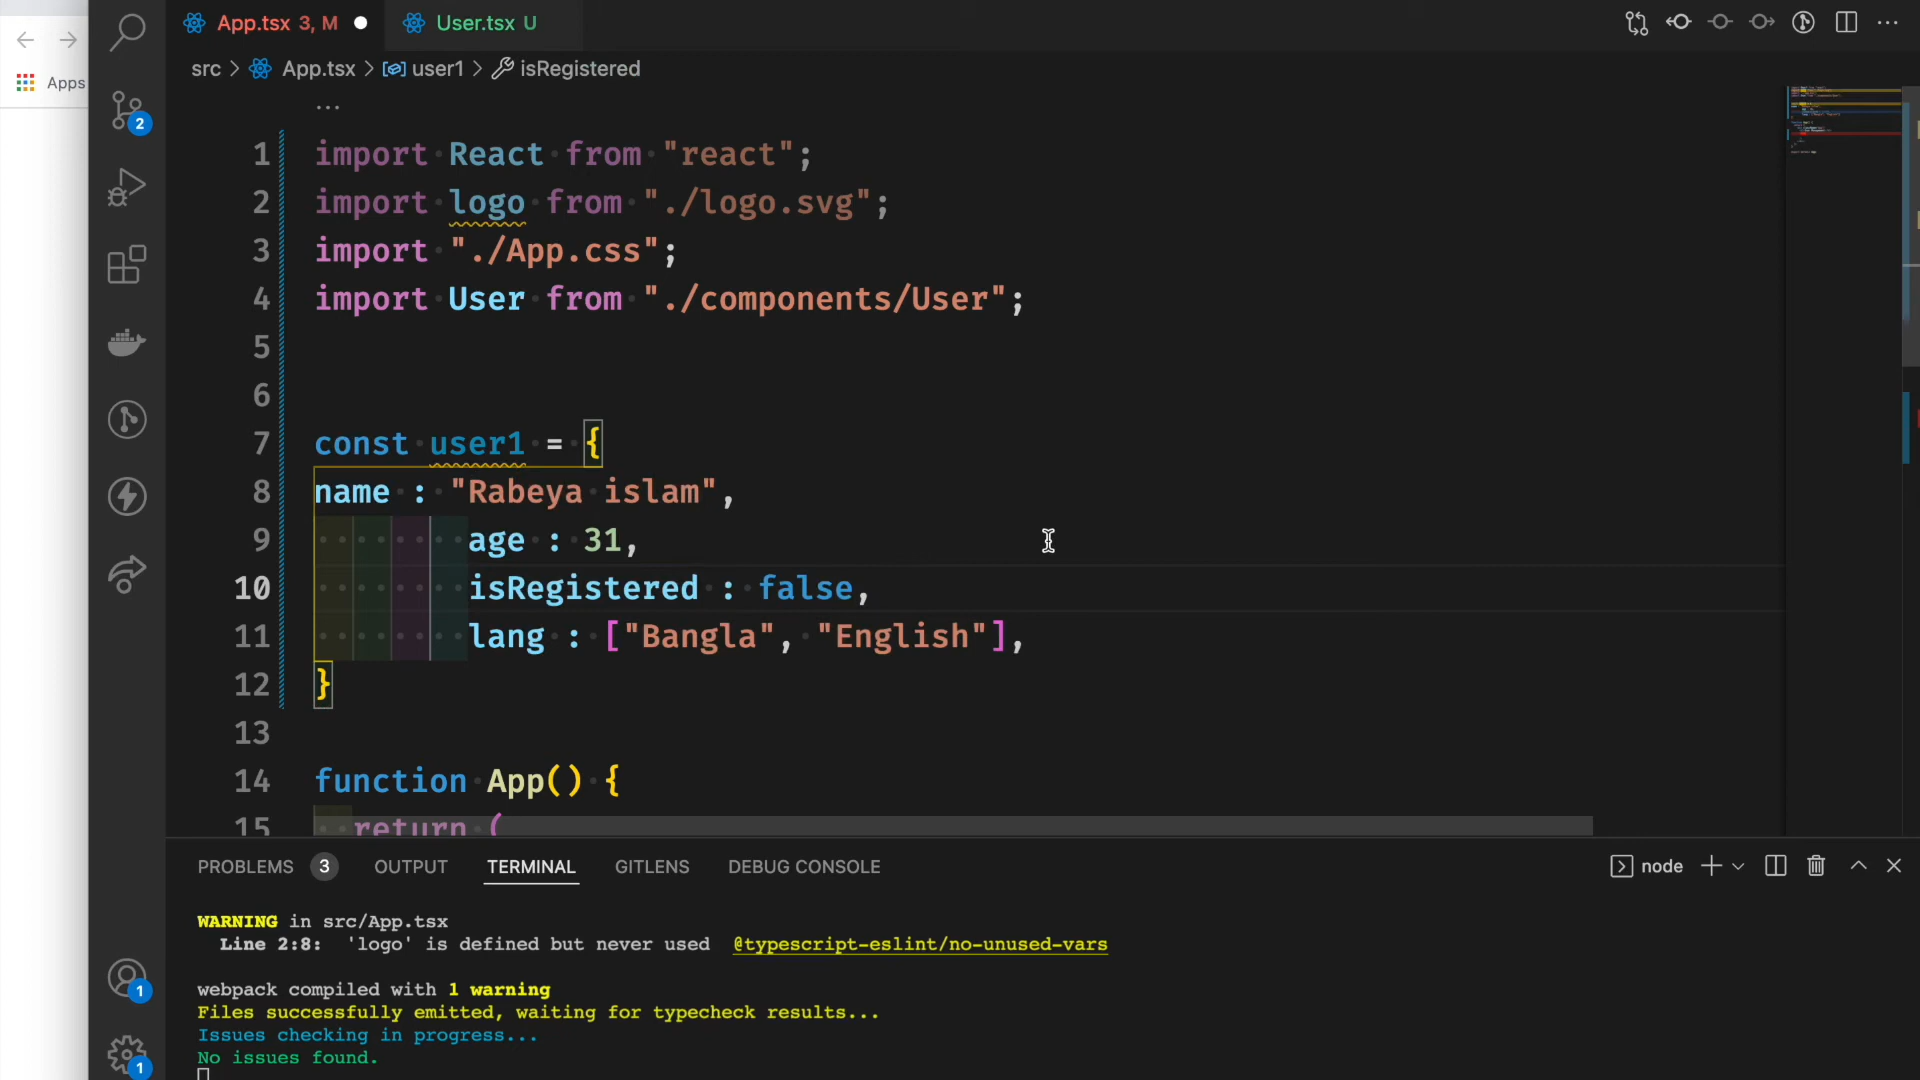 Apps
App.tsx 3, M
User.tsx U
src > App.tsx > user1 > isRegistered
...
1 import React from "react";
2 import logo from "./logo.svg";
3 import "./App.css";
4 import User from "./components/User";
5
6
7 const user1 = {
8 name : "Rabeya islam",
9 age : 31,
10 isRegistered : false,
11 lang : ["Bangla", "English"],
12 }
13
14 function App() {
15 return (
2
PROBLEMS 3 OUTPUT TERMINAL GITLENS DEBUG CONSOLE
node
WARNING in src/App.tsx
Line 2:8: 'logo' is defined but never used @typescript-eslint/no-unused-vars
webpack compiled with 1 warning
Files successfully emitted, waiting for typecheck results...
Issues checking in progress...
No issues found.
1
1